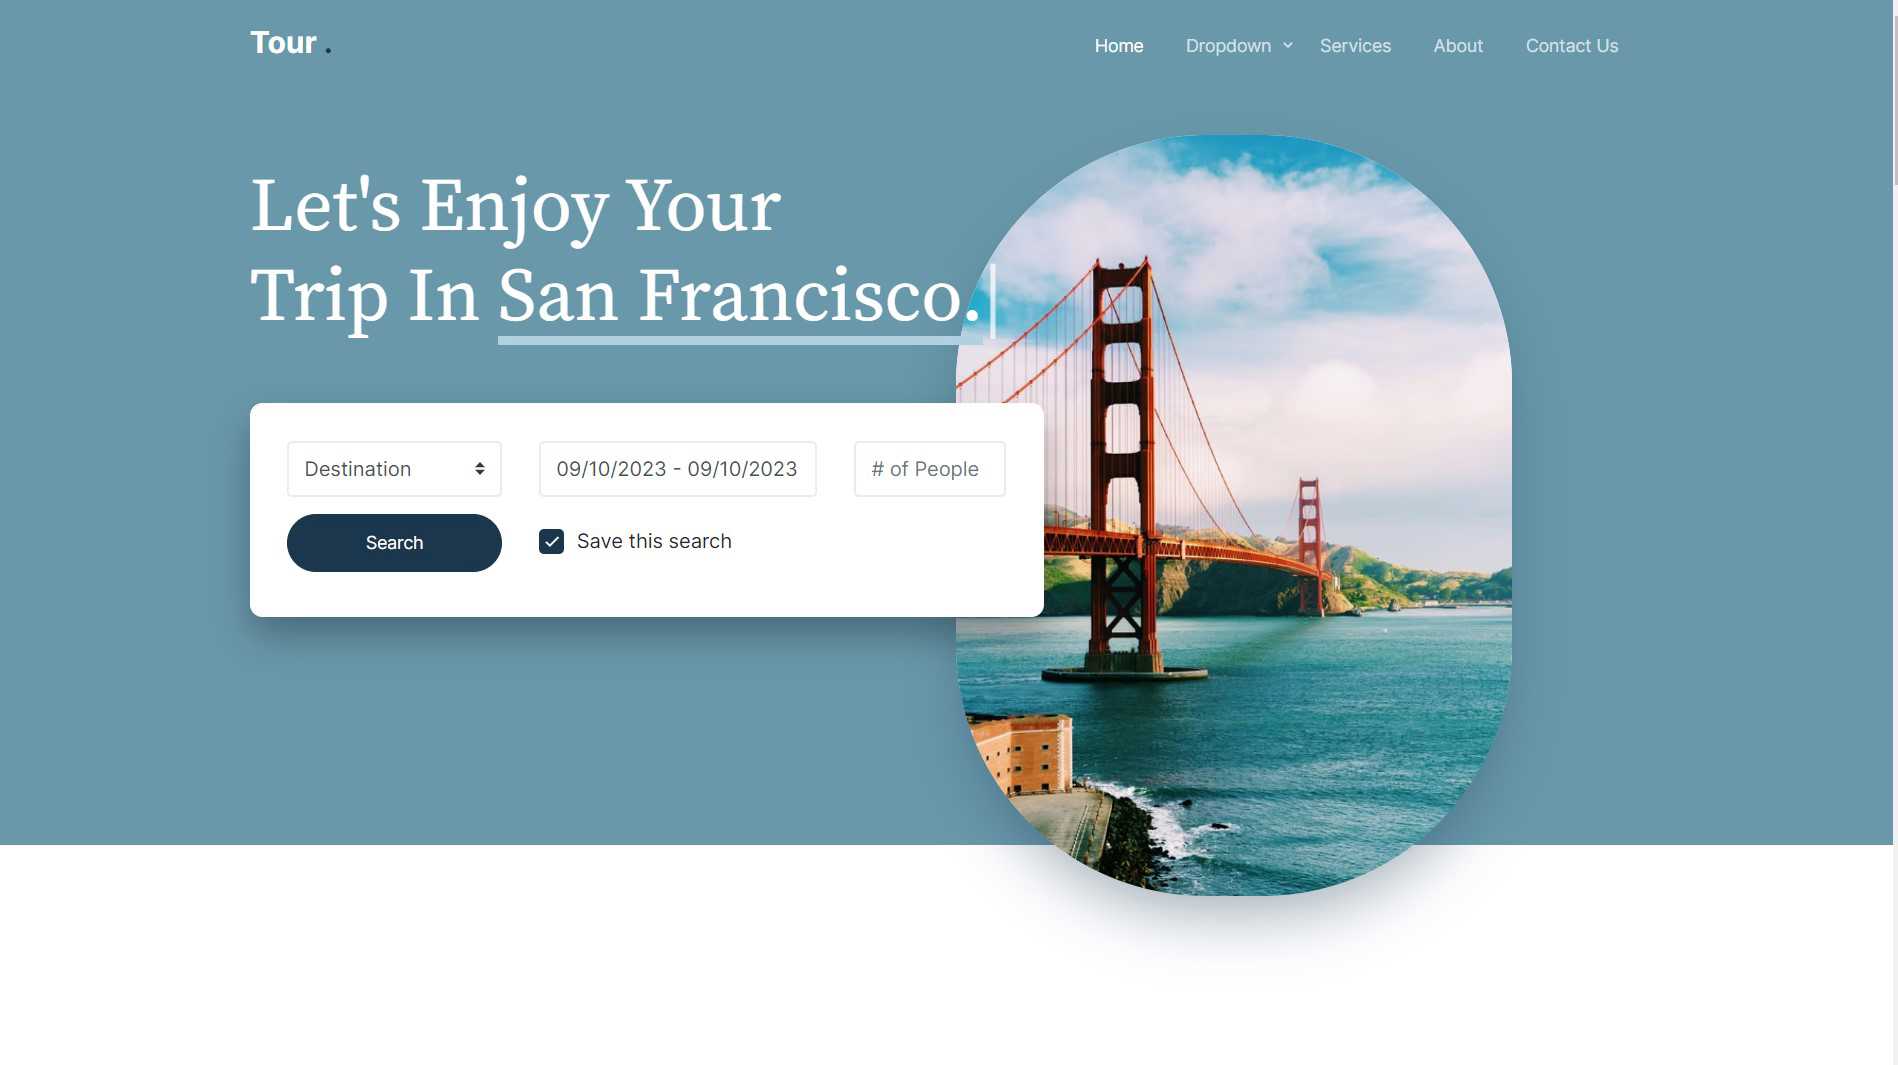 Tour .
Home Dropdown Services About Contact Us
Let's Enjoy Your
Trip In San Francisco.
Destination 09/10/2023 - 09/10/2023 # of People
Search Save this search